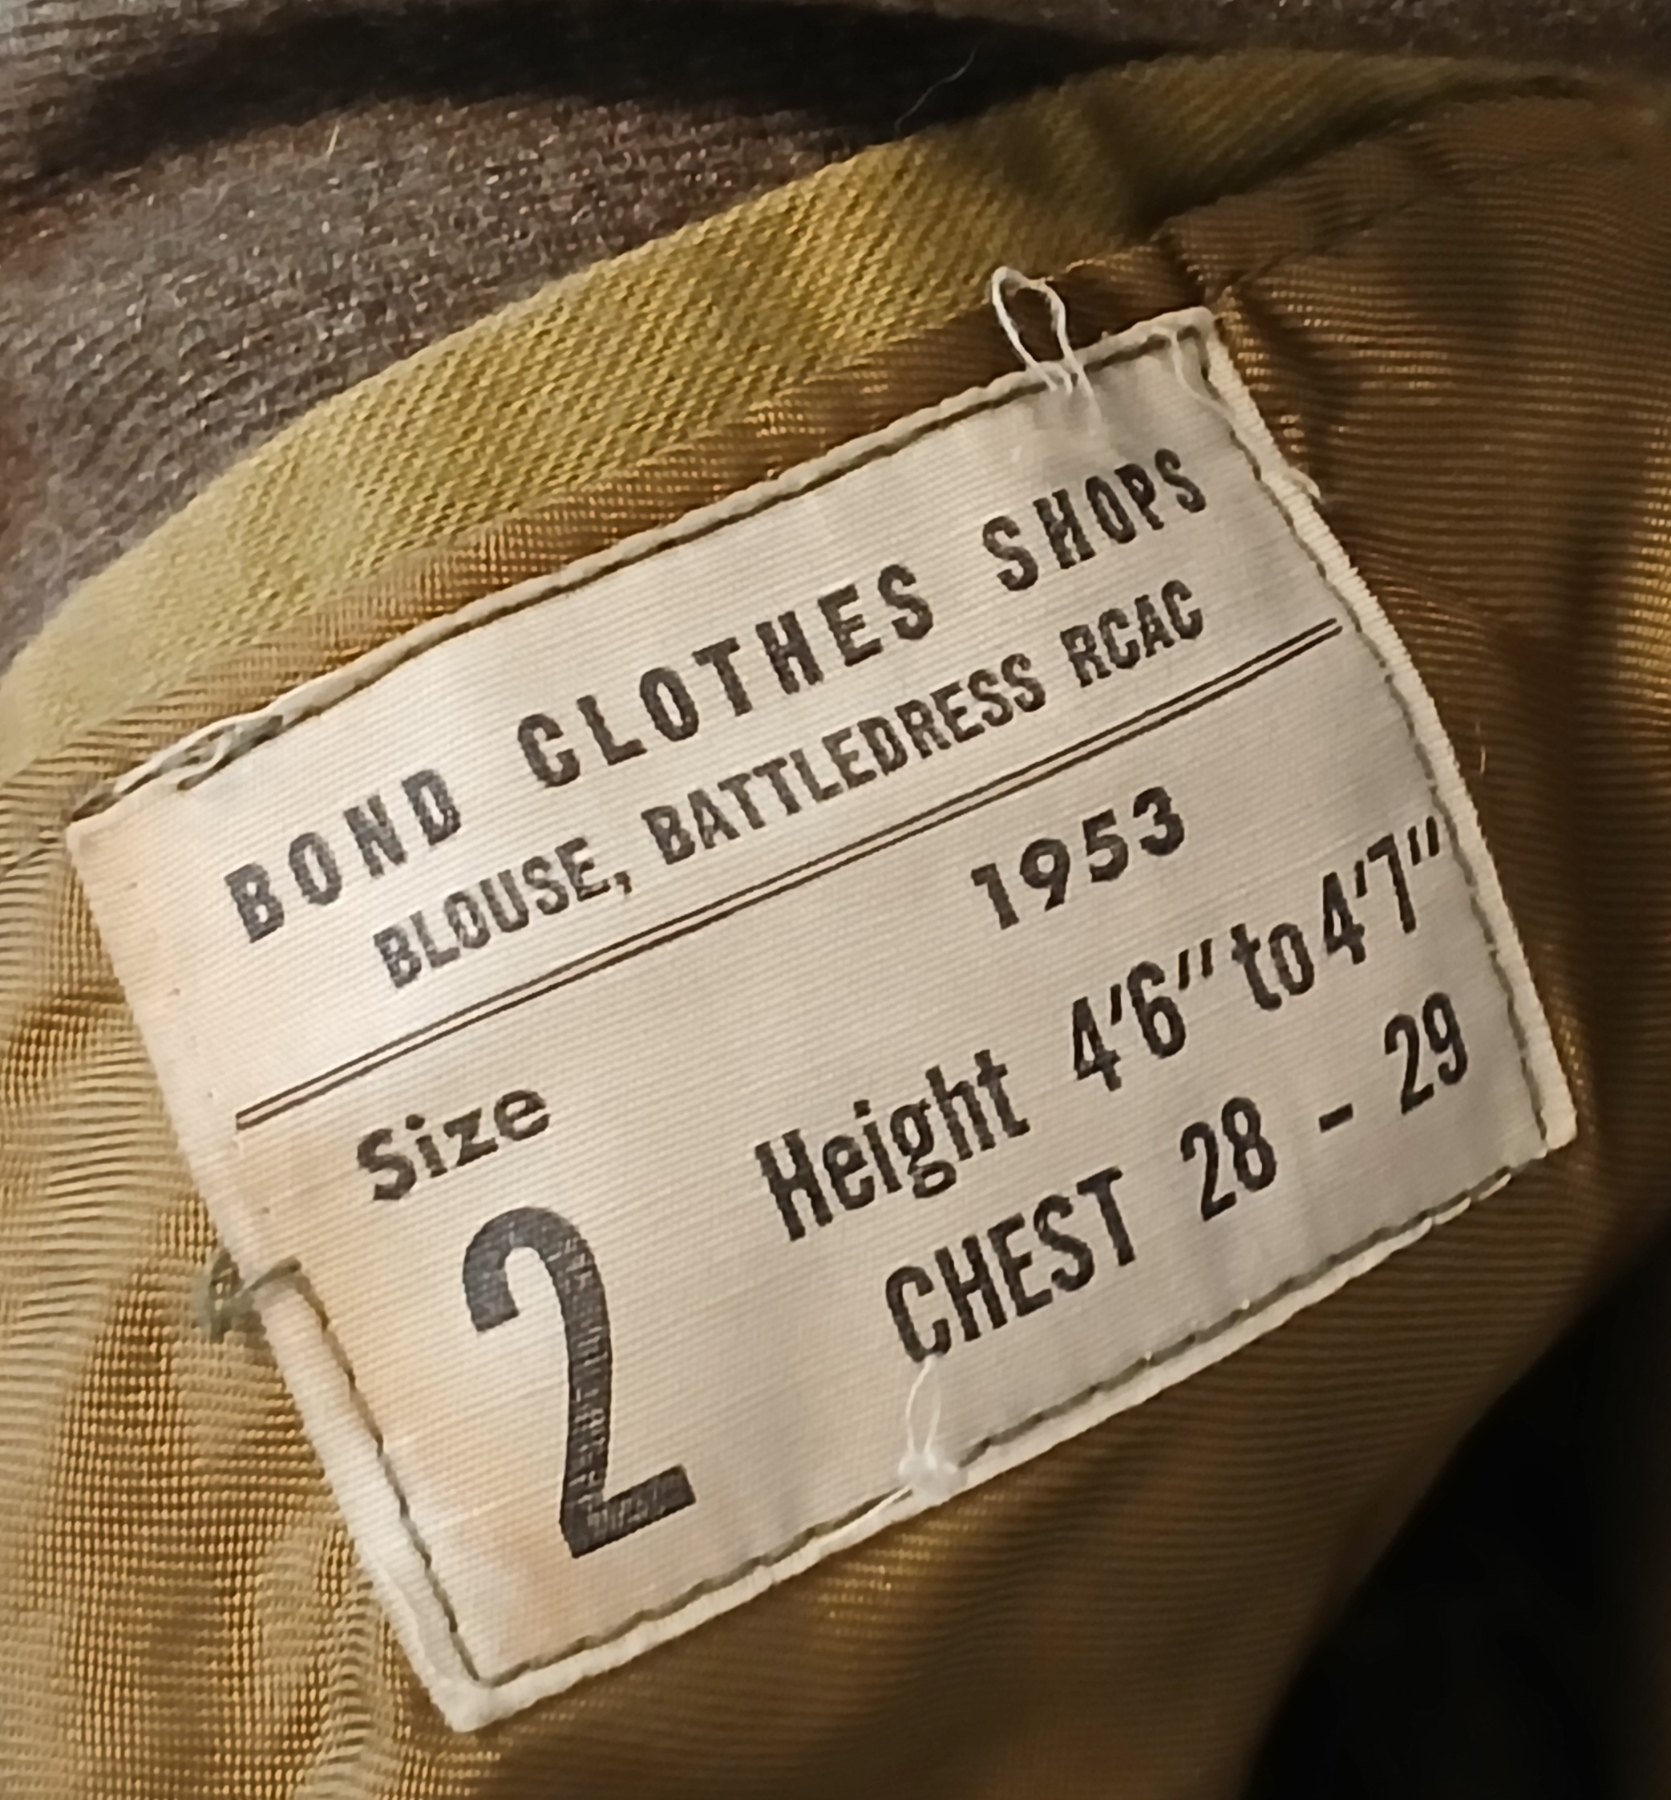 BOND CLOTHES SHOPS
BLOUSE, BATTLEDRESS RCAC
1953
Size
2
Height 4'6" to 4'7"
CHEST 28 - 29